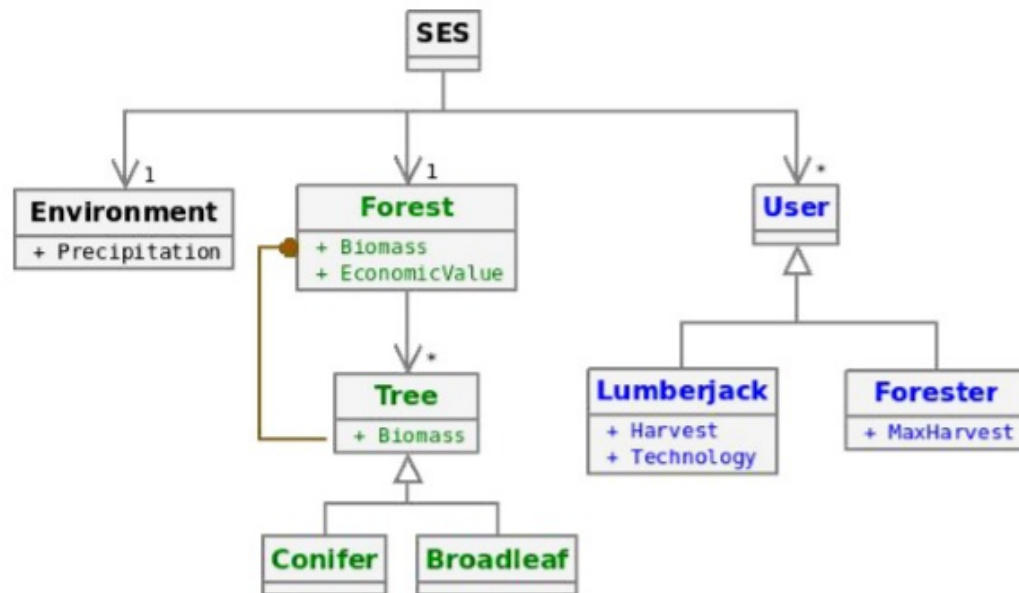 SES
1
1
*
Environment
+ Precipitation
Forest
+ Biomass
+ EconomicValue
User
*
Tree
+ Biomass
Lumberjack
+ Harvest
+ Technology
Forester
+ MaxHarvest
Conifer
Broadleaf